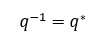 q⁻¹ = q*